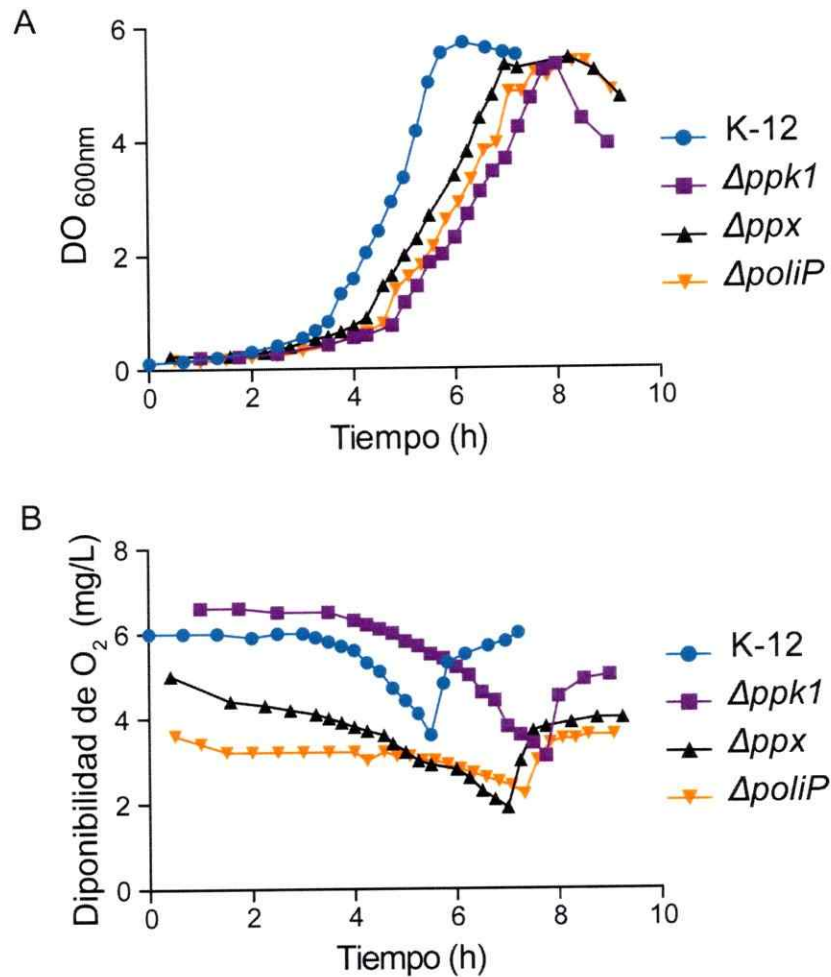 A
6
4
2
0
DO 600nm
0 2 4 6 8 10
Tiempo (h)
K-12
Δppk1
Δppx
ΔpoliP
B
8
6
4
2
0
Diponibilidad de O2 (mg/L)
0 2 4 6 8 10
Tiempo (h)
K-12
Δppk1
Δppx
ΔpoliP